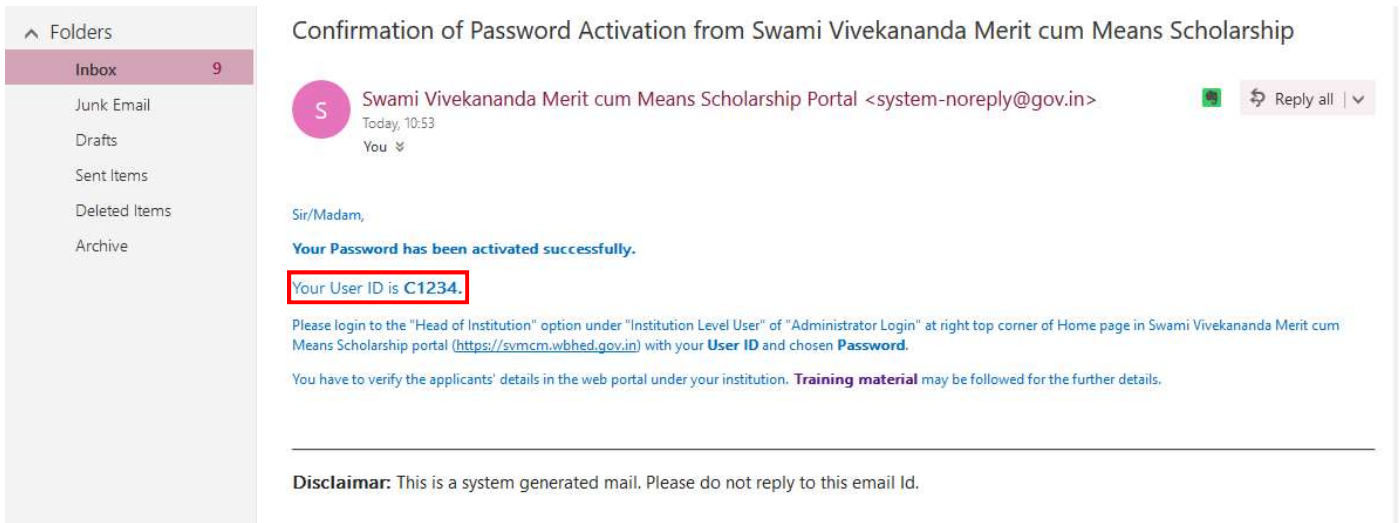 Folders
Inbox 9
Junk Email
Drafts
Sent Items
Deleted Items
Archive
Confirmation of Password Activation from Swami Vivekananda Merit cum Means Scholarship
S
Swami Vivekananda Merit cum Means Scholarship Portal <system-noreply@gov.in>
Reply all
Today, 10:53
You
Sir/Madam,
Your Password has been activated successfully.
Your User ID is C1234.
Please login to the "Head of Institution" option under "Institution Level User" of "Administrator Login" at right top corner of Home page in Swami Vivekananda Merit cum
Means Scholarship portal (https://svmcm.wbhed.gov.in) with your User ID and chosen Password.
You have to verify the applicants' details in the web portal under your institution. Training material may be followed for the further details.
Disclaimar: This is a system generated mail. Please do not reply to this email Id.